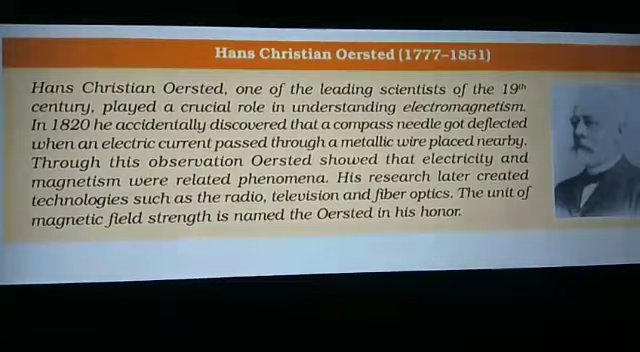 Hans Christian Oersted (1777–1851)
Hans Christian Oersted, one of the leading scientists of the 19th
century, played a crucial role in understanding electromagnetism.
In 1820 he accidentally discovered that a compass needle got deflected
when an electric current passed through a metallic wire placed nearby.
Through this observation Oersted showed that electricity and
magnetism were related phenomena. His research later created
technologies such as the radio, television and fiber optics. The unit of
magnetic field strength is named the Oersted in his honor.